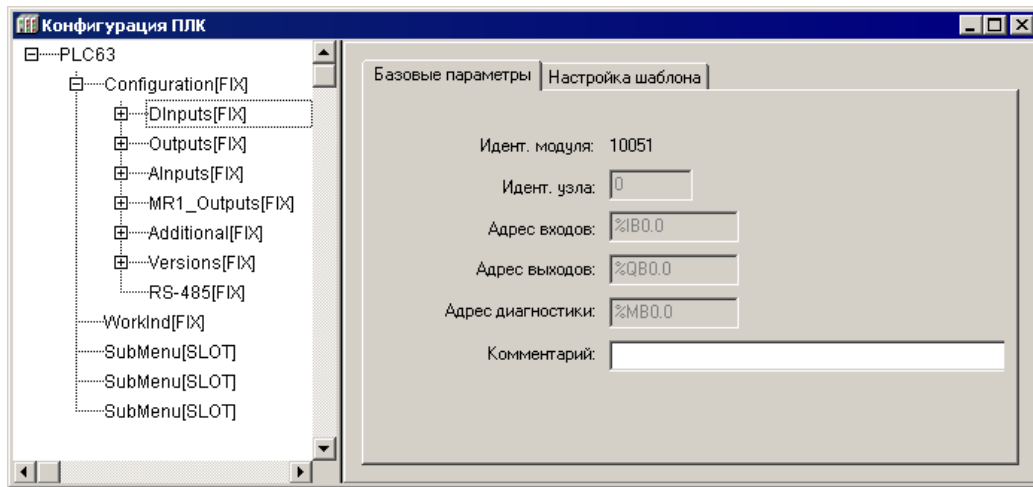 Конфигурация ПЛК
PLC63
Configuration[FIX]
DInputs[FIX]
Outputs[FIX]
AInputs[FIX]
MR1_Outputs[FIX]
Additional[FIX]
Versions[FIX]
RS-485[FIX]
WorkInd[FIX]
SubMenu[SLOT]
SubMenu[SLOT]
SubMenu[SLOT]
Базовые параметры Настройка шаблона
Идент. модуля: 10051
Идент. узла: 0
Адрес входов: %IB0.0
Адрес выходов: %QB0.0
Адрес диагностики: %MB0.0
Комментарий: